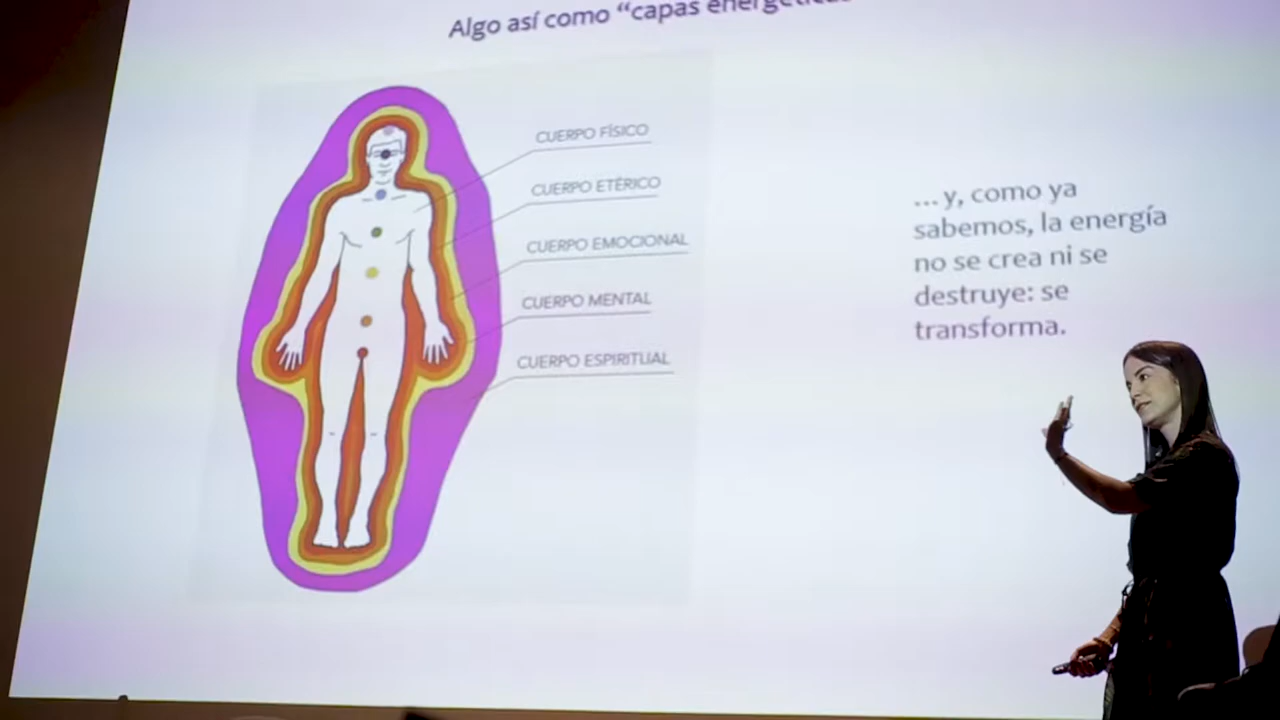 Algo así como “capas energéticas
CUERPO FÍSICO
CUERPO ETÉRICO
CUERPO EMOCIONAL
CUERPO MENTAL
CUERPO ESPIRITUAL
... y, como ya
sabemos, la energía
no se crea ni se
destruye: se
transforma.